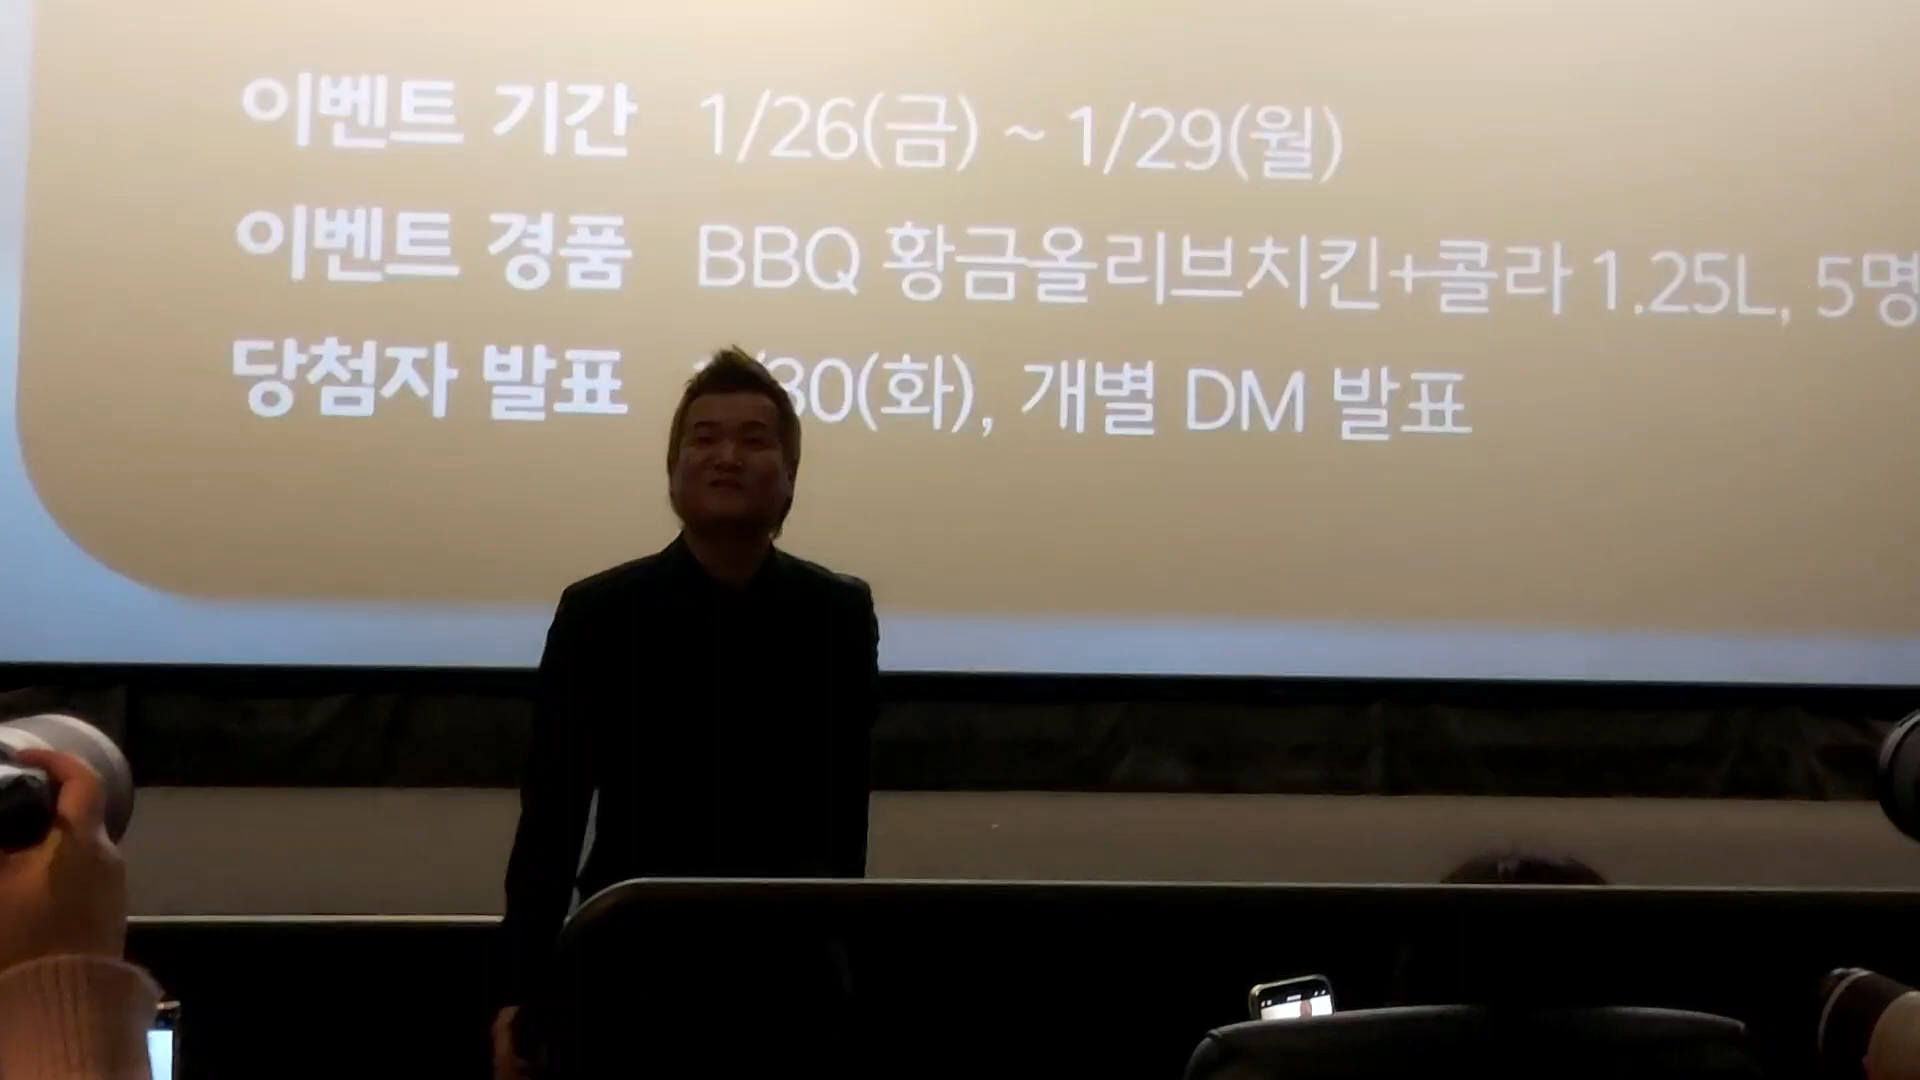 이벤트 기간 1/26(금) ~ 1/29(월)
이벤트 경품 BBQ 황금올리브치킨+콜라 1.25L, 5명
당첨자 발표 /30(화), 개별 DM 발표